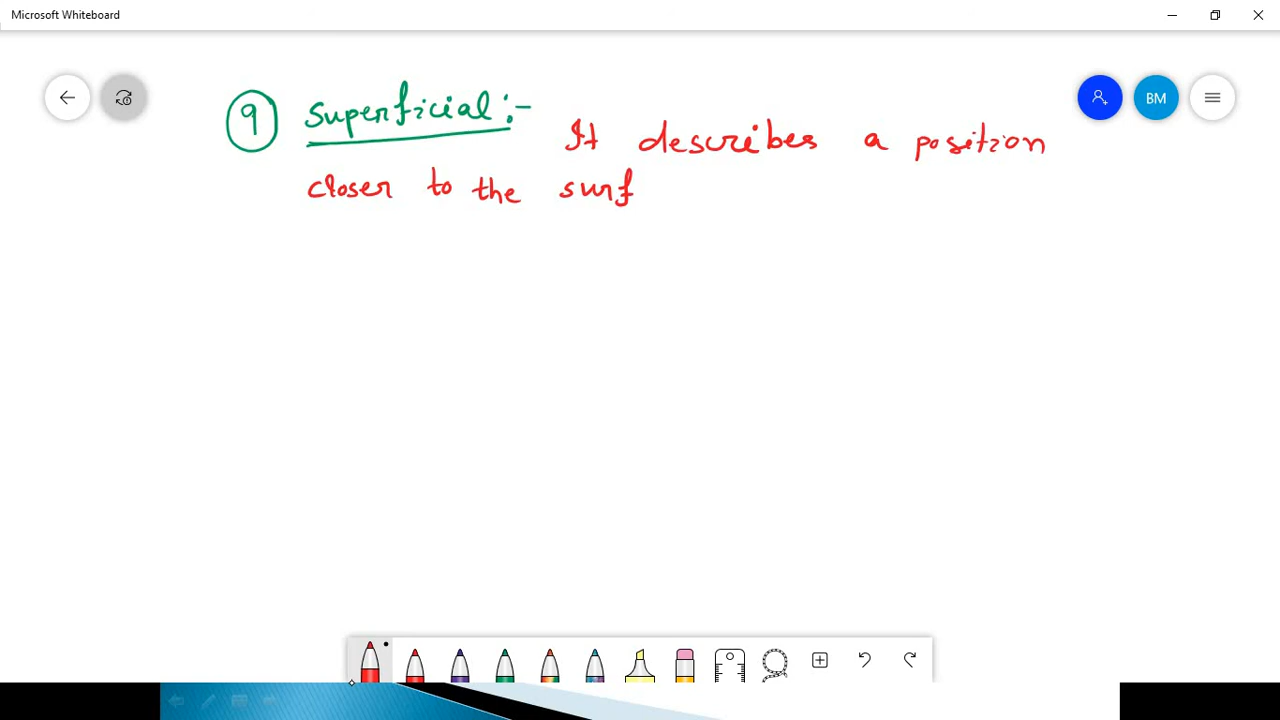 Microsoft Whiteboard
BM
9 Superficial:- It describes a position
closer to the surf